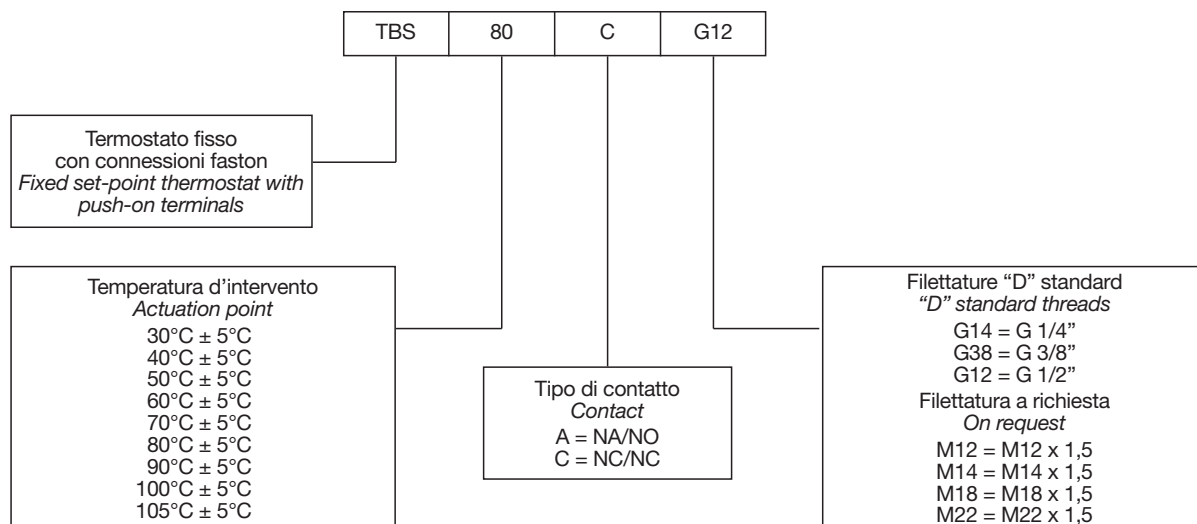 TBS 80 C G12
Termostato fisso
con connessioni faston
Fixed set-point thermostat with
push-on terminals
Temperatura d’intervento
Actuation point
30°C ± 5°C
40°C ± 5°C
50°C ± 5°C
60°C ± 5°C
70°C ± 5°C
80°C ± 5°C
90°C ± 5°C
100°C ± 5°C
105°C ± 5°C
Tipo di contatto
Contact
A = NA/NO
C = NC/NC
Filettature “D” standard
“D” standard threads
G14 = G 1/4”
G38 = G 3/8”
G12 = G 1/2”
Filettatura a richiesta
On request
M12 = M12 x 1,5
M14 = M14 x 1,5
M18 = M18 x 1,5
M22 = M22 x 1,5